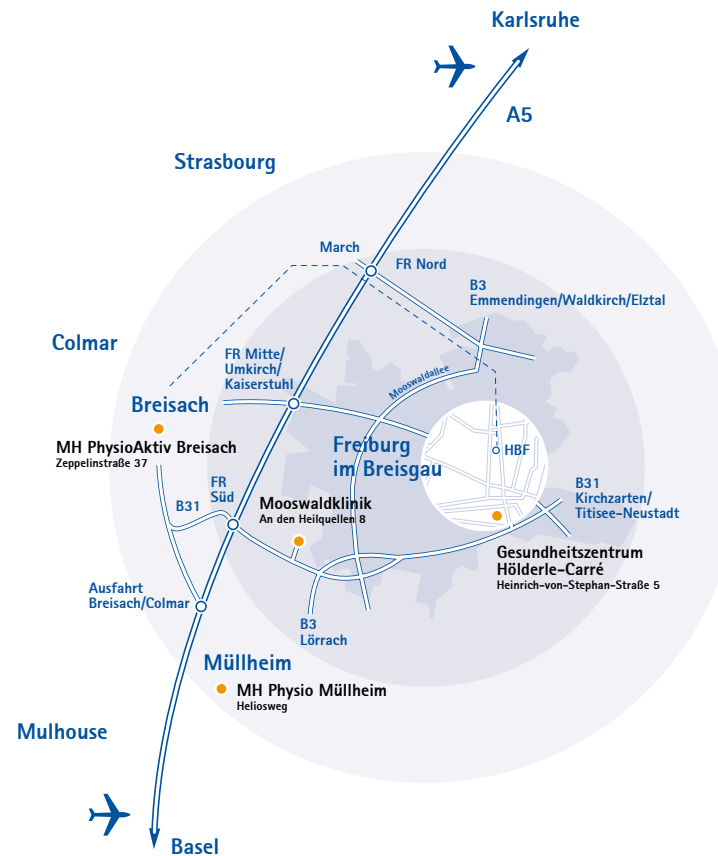 Karlsruhe
A5
Strasbourg
March
FR Nord
B3
Emmendingen/Waldkirch/Elztal
Colmar
FR Mitte/
Umkirch/
Kaiserstuhl
Mooswaldallee
Breisach
MH PhysioAktiv Breisach
Zeppelinstraße 37
Freiburg
im Breisgau
HBF
B31
Kirchzarten/
Titisee-Neustadt
FR
Süd
B31
Mooswaldklinik
An den Heilquellen 8
Gesundheitszentrum
Hölderle-Carré
Heinrich-von-Stephan-Straße 5
Ausfahrt
Breisach/Colmar
B3
Lörrach
Müllheim
MH Physio Müllheim
Heliosweg
Mulhouse
Basel